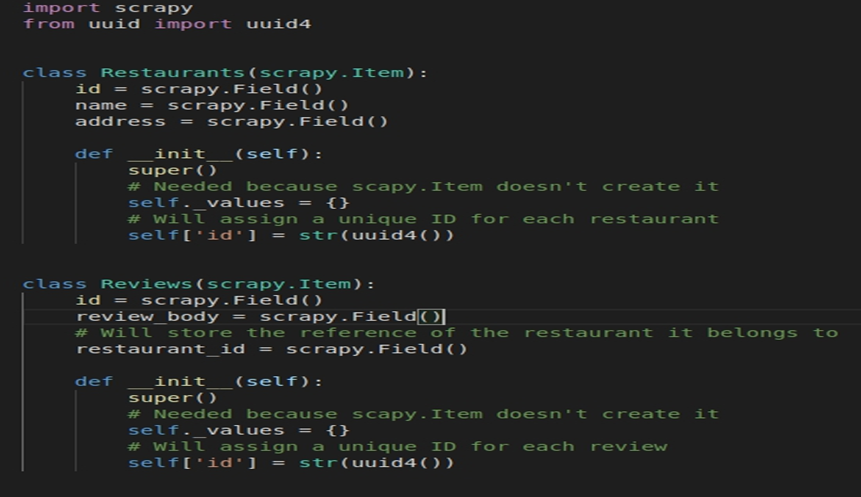 import scrapy
from uuid import uuid4
class Restaurants(scrapy.Item):
    id = scrapy.Field()
    name = scrapy.Field()
    address = scrapy.Field()
    def __init__(self):
        super()
        # Needed because scapy.Item doesn't create it
        self._values = {}
        # Will assign a unique ID for each restaurant
        self['id'] = str(uuid4())
class Reviews(scrapy.Item):
    id = scrapy.Field()
    review_body = scrapy.Field()
    # Will store the reference of the restaurant it belongs to
    restaurant_id = scrapy.Field()
    def __init__(self):
        super()
        # Needed because scapy.Item doesn't create it
        self._values = {}
        # Will assign a unique ID for each review
        self['id'] = str(uuid4())